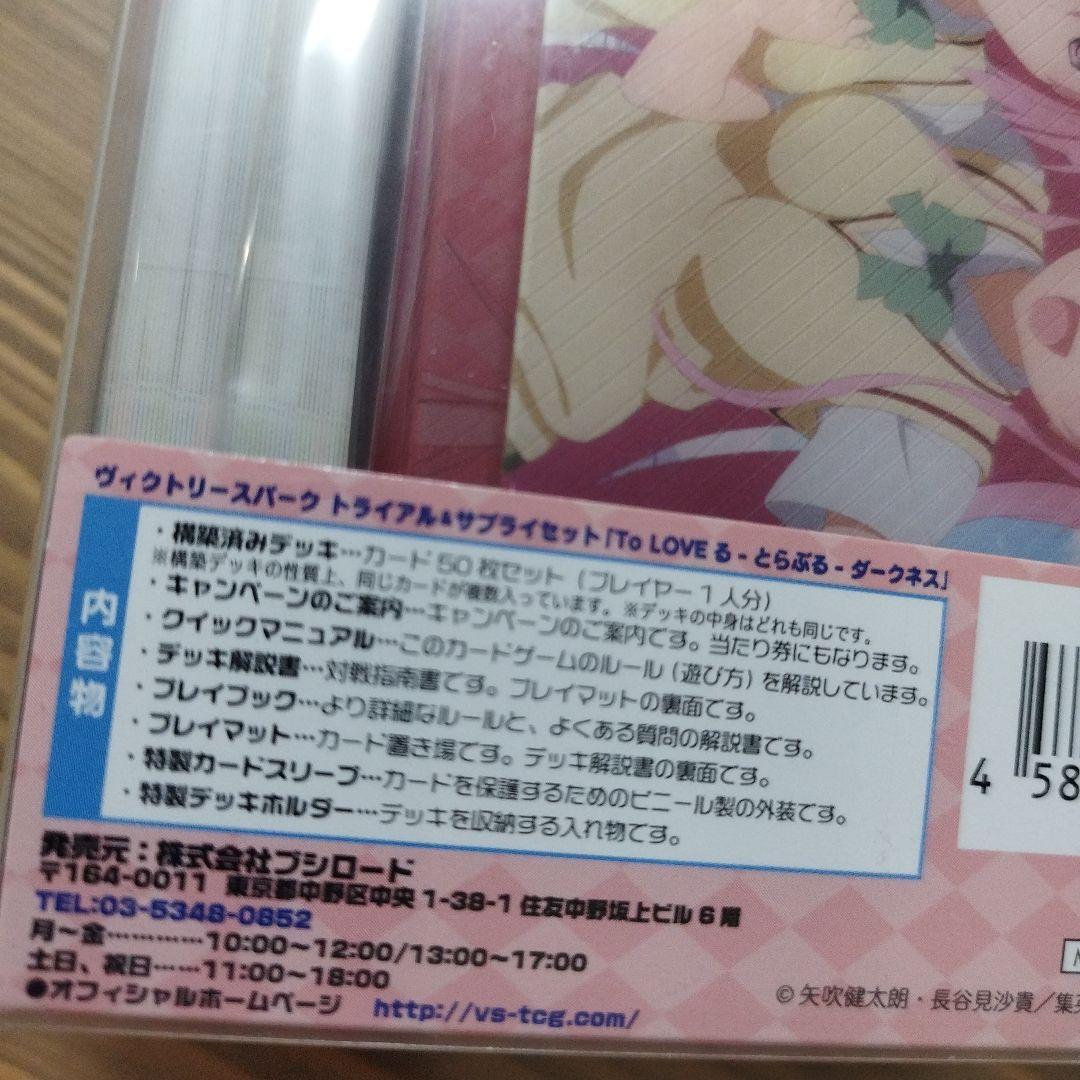 ヴィクトリースパーク トライアル&サプライセット「To LOVEる-とらぶる-ダークネス」
内容物
・構築済みデッキ…カード50枚セット(プレイヤー1人分)
※構築デッキの性質上、同じカードが複数入っています。※デッキの中身はどれも同じです。
・キャンペーンのご案内…キャンペーンのご案内です。当たり券にもなります。
・クイックマニュアル…このカードゲームのルール(遊び方)を解説しています。
・デッキ解説書…対戦指南書です。プレイマットの裏面です。
・プレイブック…より詳細なルールと、よくある質問の解説書です。
・プレイマット…カード置き場です。デッキ解説書の裏面です。
・特製カードスリーブ…カードを保護するためのビニール製の外装です。
・特製デッキホルダー…デッキを収納する入れ物です。
発売元:株式会社ブシロード
〒164-0011 東京都中野区中央1-38-1住友中野坂上ビル6階
TEL:03-5348-0852
月~金…………10:00~12:00/13:00~17:00
土日、祝日……11:00~18:00
●オフィシャルホームページ http://vs-tcg.com/
4 58
©矢吹健太朗・長谷見沙貴/集